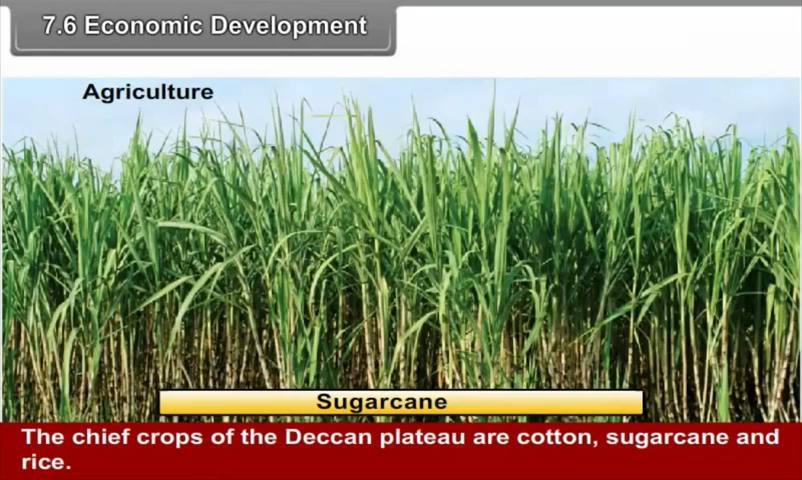 7.6 Economic Development
Agriculture
Sugarcane
The chief crops of the Deccan plateau are cotton, sugarcane and
rice.